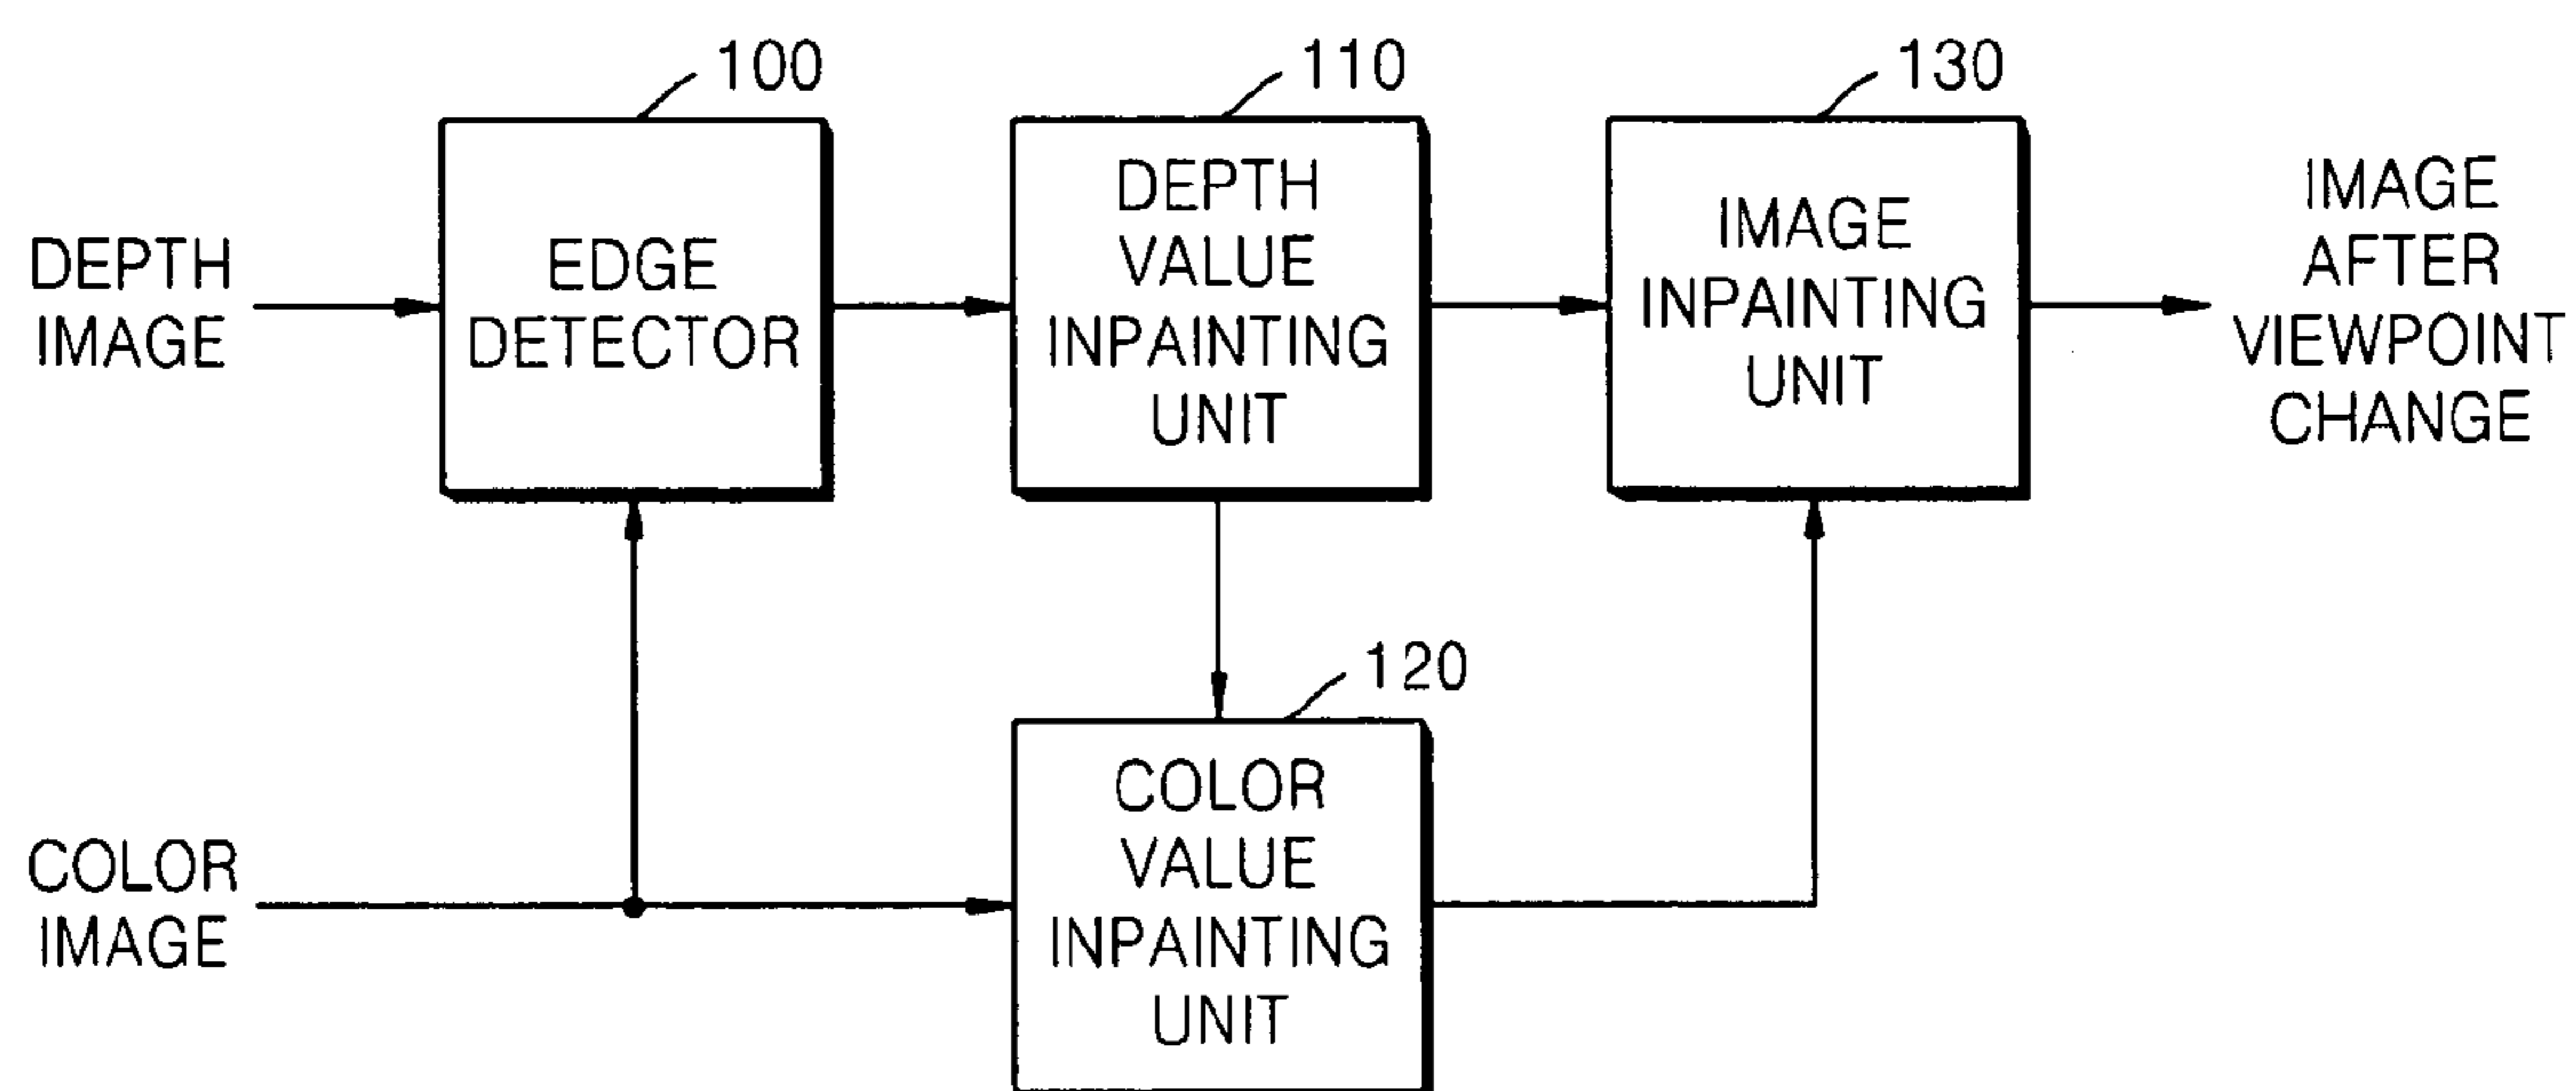 100
110
130
DEPTH
IMAGE
EDGE
DETECTOR
DEPTH
VALUE
INPAINTING
UNIT
IMAGE
INPAINTING
UNIT
IMAGE
AFTER
VIEWPOINT
CHANGE
120
COLOR
IMAGE
COLOR
VALUE
INPAINTING
UNIT